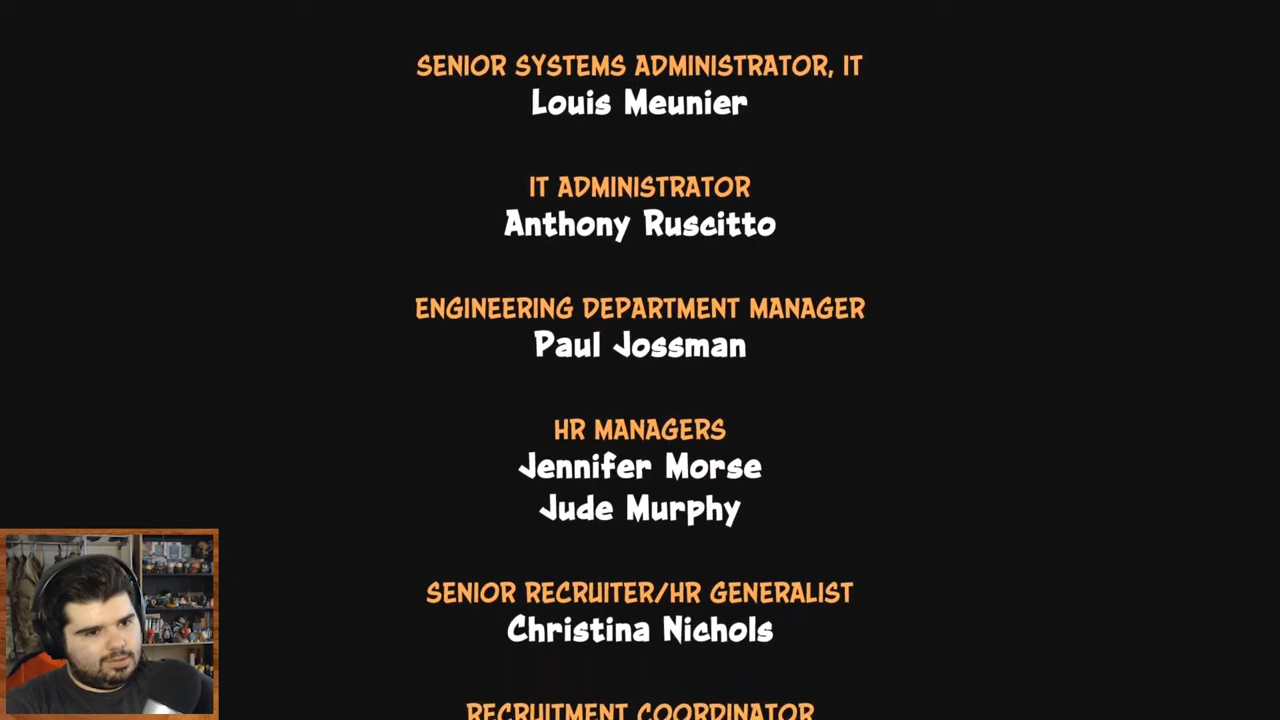 SENIOR SYSTEMS ADMINISTRATOR, IT
Louis Meunier
IT ADMINISTRATOR
Anthony Ruscitto
ENGINEERING DEPARTMENT MANAGER
Paul Jossman
HR MANAGERS
Jennifer Morse
Jude Murphy
SENIOR RECRUITER/HR GENERALIST
Christina Nichols
RECRUITMENT COORDINATOR